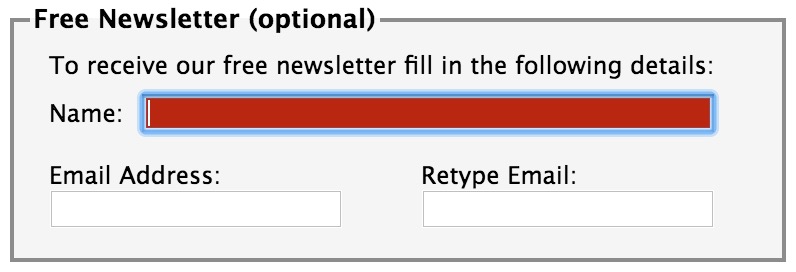 Free Newsletter (optional)
To receive our free newsletter fill in the following details:
Name:
Email Address: Retype Email: